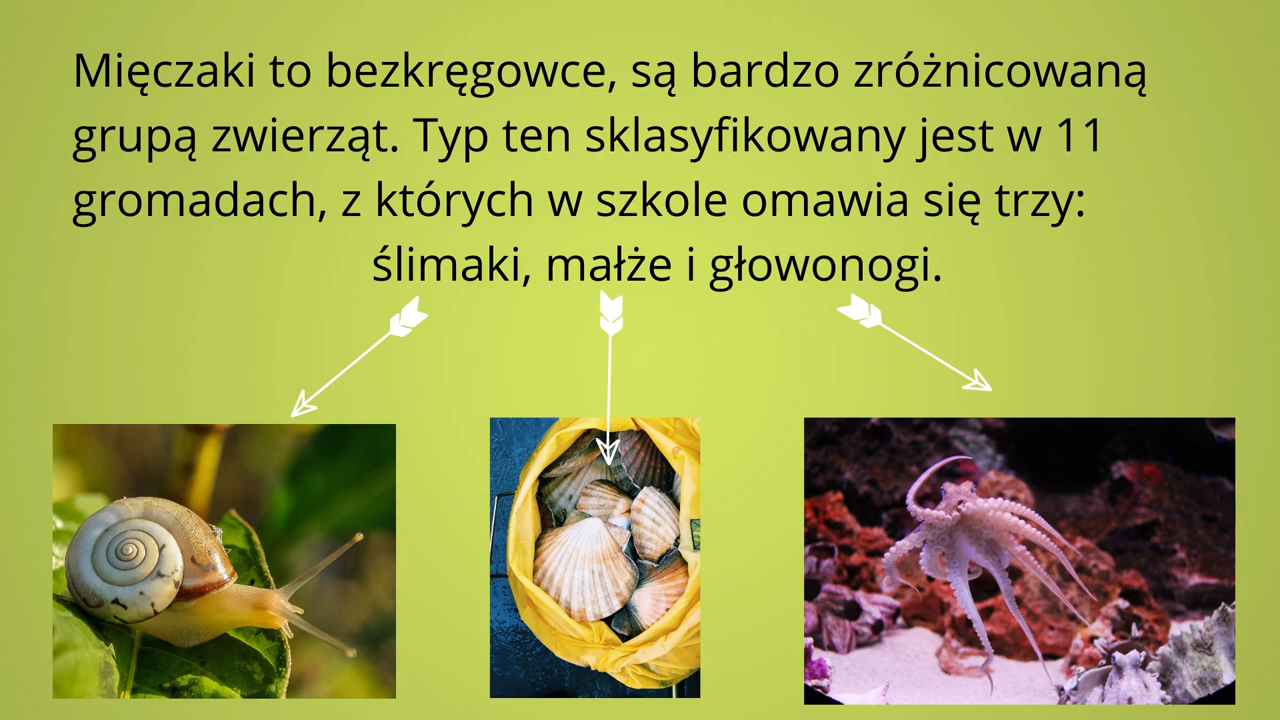 Mięczaki to bezkręgowce, są bardzo zróżnicowaną
grupą zwierząt. Typ ten sklasyfikowany jest w 11
gromadach, z których w szkole omawia się trzy:
ślimaki, małże i głowonogi.